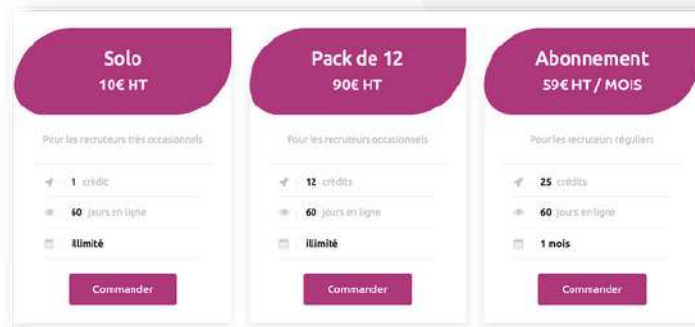 Solo
10€ HT
Pour les recruteurs très occasionnels
1 crédit
60 jours en ligne
illimité
Commander
Pack de 12
90€ HT
Pour les recruteurs occasionnels
12 crédits
60 jours en ligne
illimité
Commander
Abonnement
59€ HT / MOIS
Pour les recruteurs réguliers
25 crédits
60 jours en ligne
1 mois
Commander